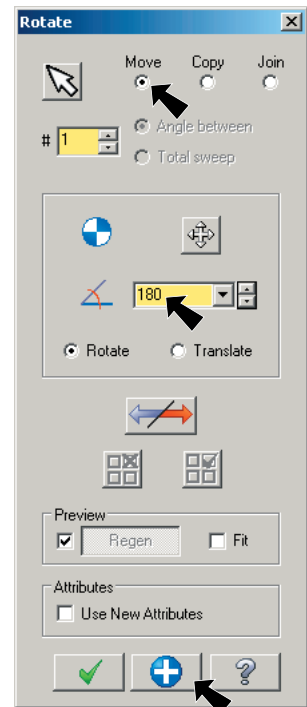 Rotate
Move Copy Join
# 1
Angle between
Total sweep
180
Rotate Translate
Preview
Regen Fit
Attributes
Use New Attributes
?